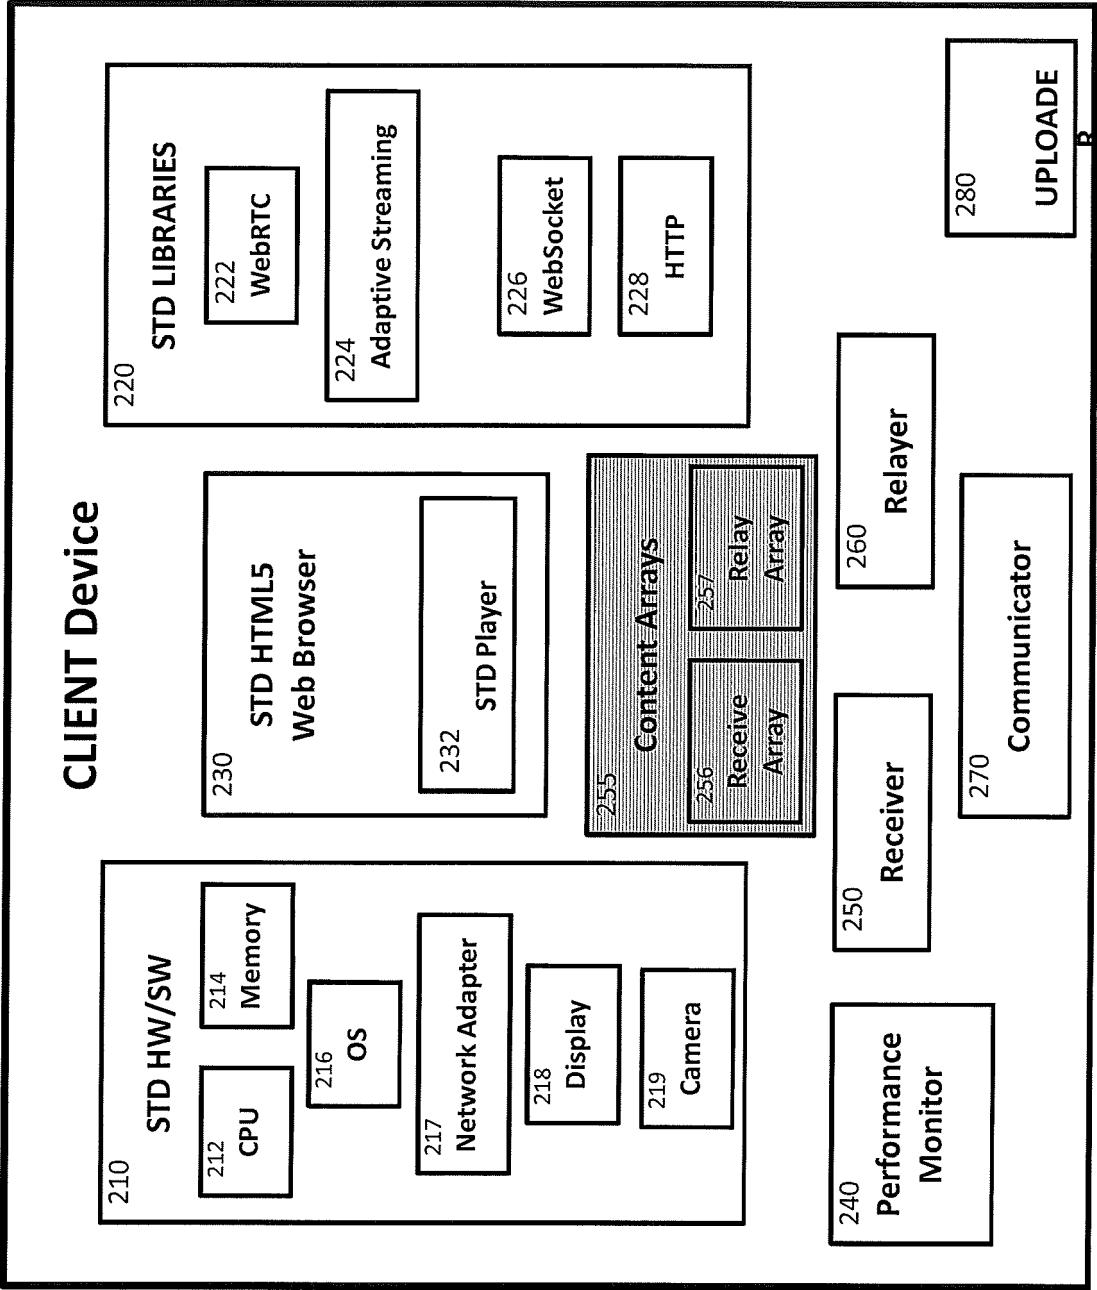 CLIENT Device
210
STD HW/SW
212
CPU
214
Memory
216
OS
217
Network Adapter
218
Display
219
Camera
230
STD HTML5
Web Browser
232
STD Player
220
STD LIBRARIES
222
WebRTC
224
Adaptive Streaming
226
WebSocket
228
HTTP
255
Content Arrays
256
Receive
Array
257
Relay
Array
240
Performance
Monitor
250
Receiver
260
Relayer
270
Communicator
280
UPLOADE
R